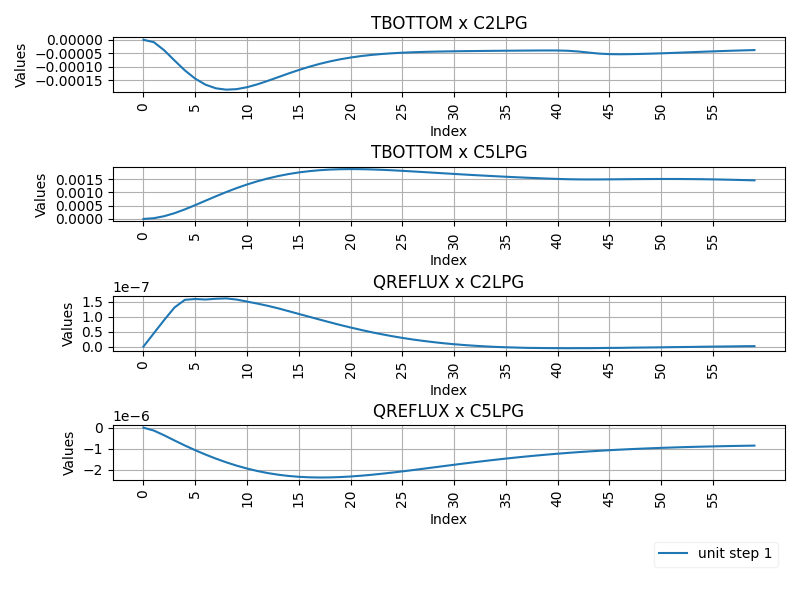 TBOTTOM x C2LPG
Values
0.00000
−0.00005
−0.00010
−0.00015
0 5 10 15 20 25 30 35 40 45 50 55
Index
TBOTTOM x C5LPG
Values
0.0015
0.0010
0.0005
0.0000
0 5 10 15 20 25 30 35 40 45 50 55
Index
QREFLUX x C2LPG
1e−7
Values
1.5
1.0
0.5
0.0
0 5 10 15 20 25 30 35 40 45 50 55
Index
QREFLUX x C5LPG
1e−6
Values
0
−1
−2
0 5 10 15 20 25 30 35 40 45 50 55
Index
unit step 1